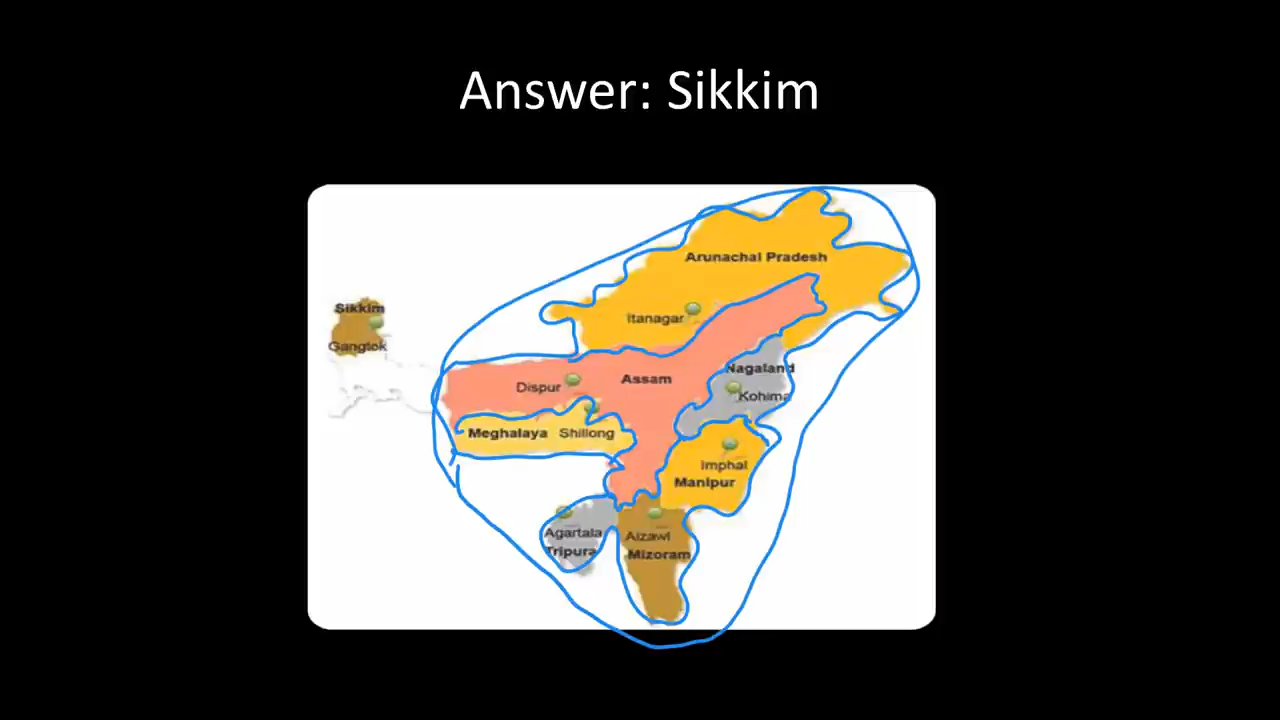 Answer: Sikkim
Arunachal Pradesh
Sikkim
Itanagar
Gangtok
Nagaland
Assam
Dispur
Kohima
Meghalaya Shillong
Imphal
Manipur
Agartala
Aizawl
Tripura
Mizoram